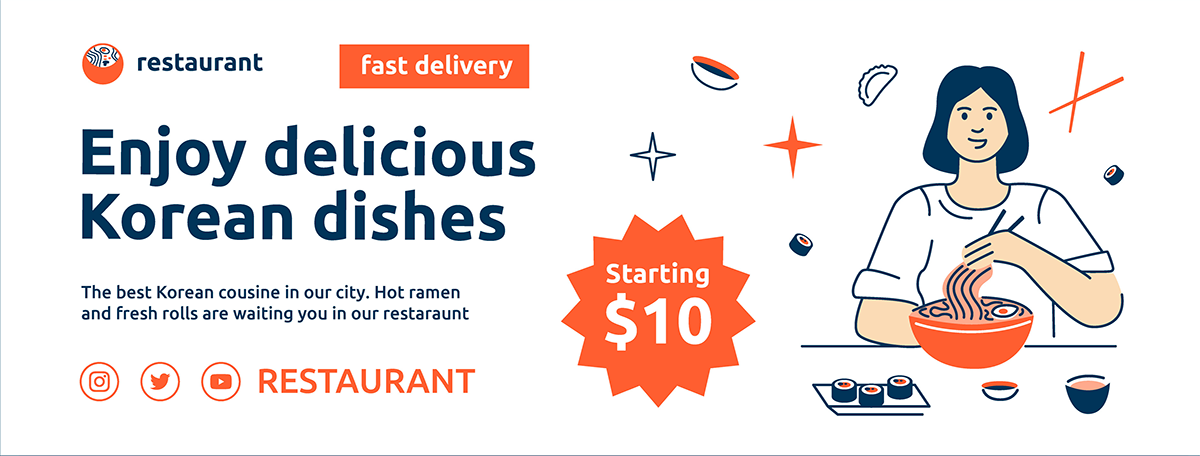 restaurant
fast delivery
Enjoy delicious
Korean dishes
The best Korean cousine in our city. Hot ramen
and fresh rolls are waiting you in our restaraunt
RESTAURANT
Starting
$10